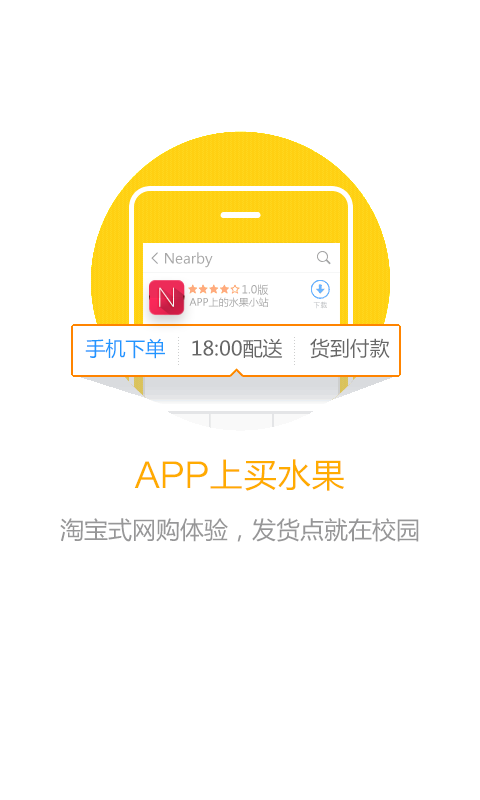 Nearby
N
1.0版
APP上的水果小站
下载
手机下单 18:00配送 货到付款
APP上买水果
淘宝式网购体验，发货点就在校园